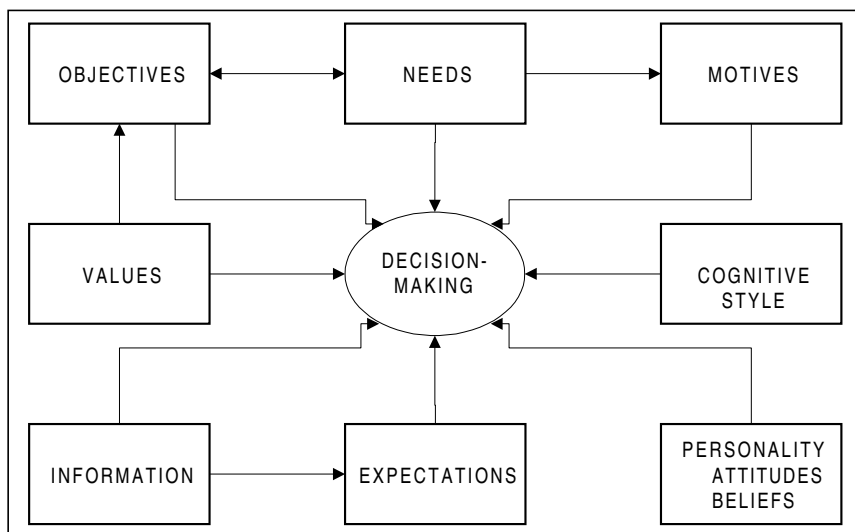 OBJECTIVES
NEEDS
MOTIVES
VALUES
DECISION-
MAKING
COGNITIVE
STYLE
INFORMATION
EXPECTATIONS
PERSONALITY
ATTITUDES
BELIEFS